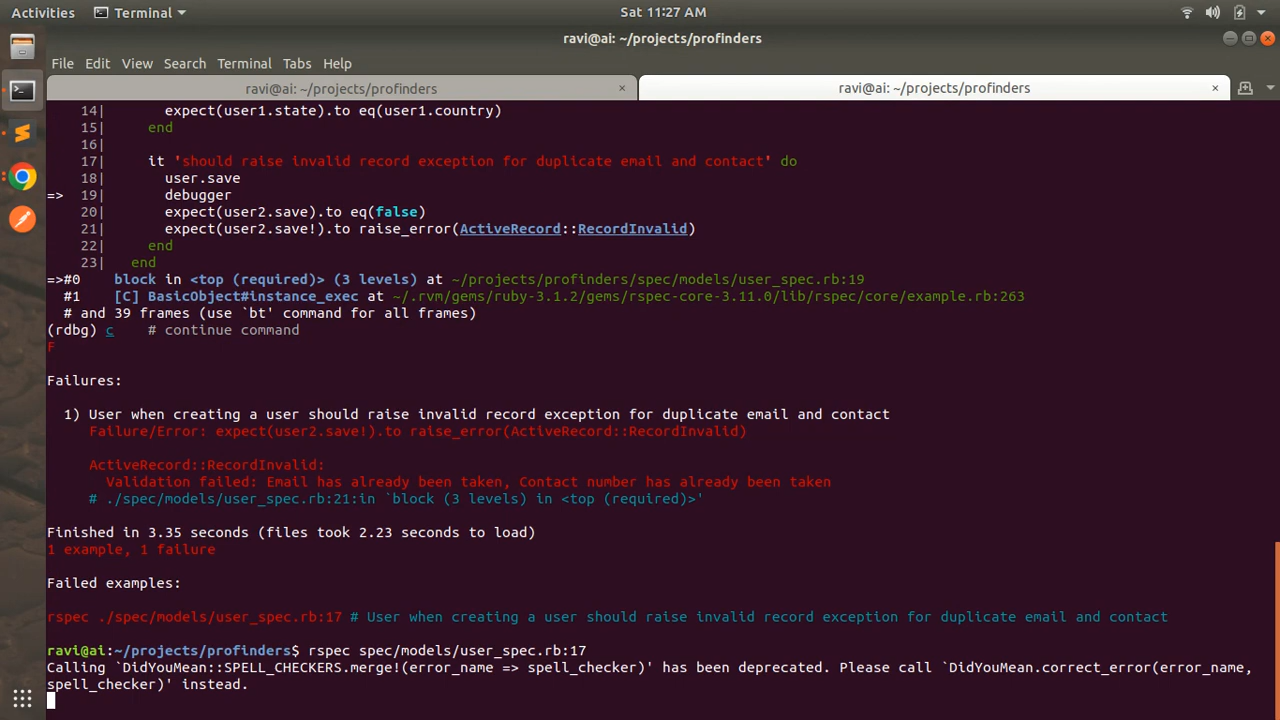 Activities Terminal Sat 11:27 AM
ravi@ai: ~/projects/profinders
File Edit View Search Terminal Tabs Help
ravi@ai: ~/projects/profinders × ravi@ai: ~/projects/profinders ×
14| expect(user1.state).to eq(user1.country)
15| end
16|
17| it 'should raise invalid record exception for duplicate email and contact' do
18| user.save
=> 19| debugger
20| expect(user2.save).to eq(false)
21| expect(user2.save!).to raise_error(ActiveRecord::RecordInvalid)
22| end
23| end
=>#0 block in <top (required)> (3 levels) at ~/projects/profinders/spec/models/user_spec.rb:19
#1 [C] BasicObject#instance_exec at ~/.rvm/gems/ruby-3.1.2/gems/rspec-core-3.11.0/lib/rspec/core/example.rb:263
# and 39 frames (use `bt' command for all frames)
(rdbg) c # continue command
F
Failures:
1) User when creating a user should raise invalid record exception for duplicate email and contact
Failure/Error: expect(user2.save!).to raise_error(ActiveRecord::RecordInvalid)
ActiveRecord::RecordInvalid:
Validation failed: Email has already been taken, Contact number has already been taken
# ./spec/models/user_spec.rb:21:in `block (3 levels) in <top (required)>'
Finished in 3.35 seconds (files took 2.23 seconds to load)
1 example, 1 failure
Failed examples:
rspec ./spec/models/user_spec.rb:17 # User when creating a user should raise invalid record exception for duplicate email and contact
ravi@ai:~/projects/profinders$ rspec spec/models/user_spec.rb:17
Calling `DidYouMean::SPELL_CHECKERS.merge!(error_name => spell_checker)' has been deprecated. Please call `DidYouMean.correct_error(error_name,
spell_checker)' instead.